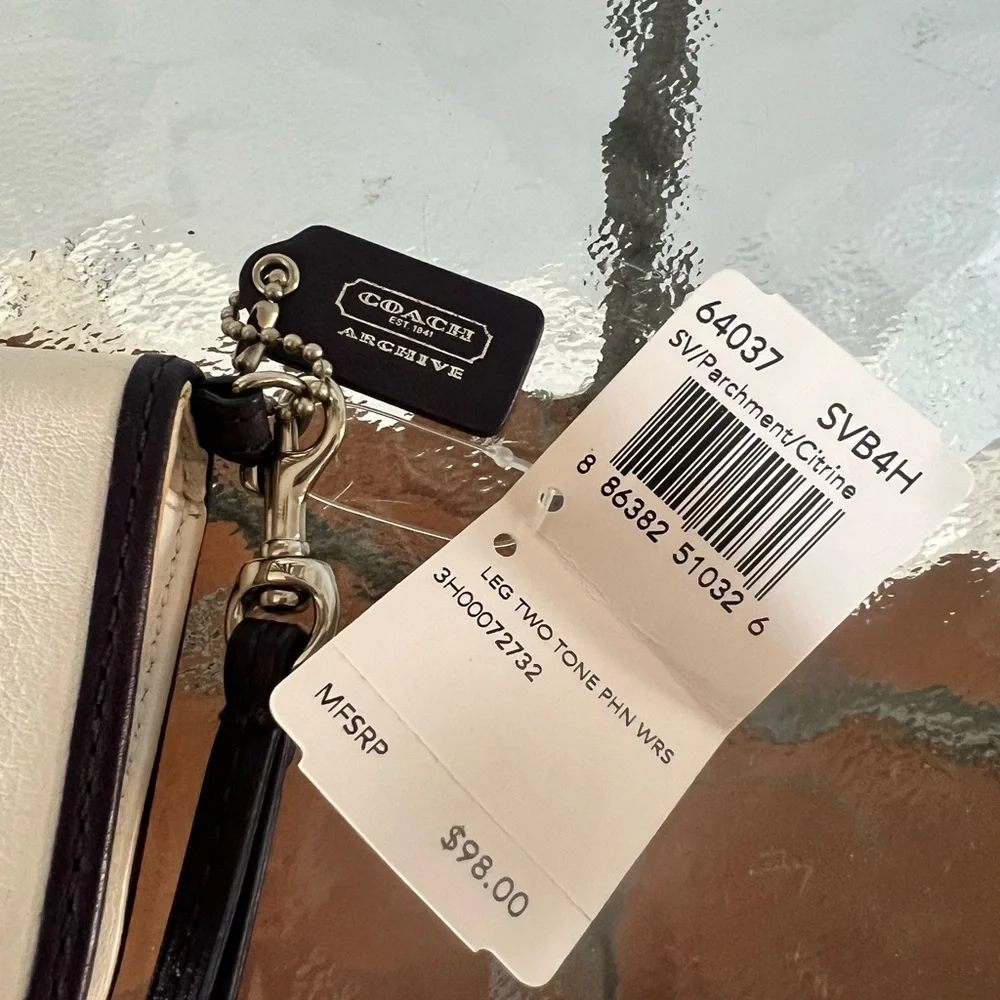 COACH
EST. 1941
ARCHIVE
64037
SVB4H
SV/Parchment/Citrine
8 86382 51032 6
LEG TWO TONE PHN WRS
3H00072732
MFSRP
$98.00